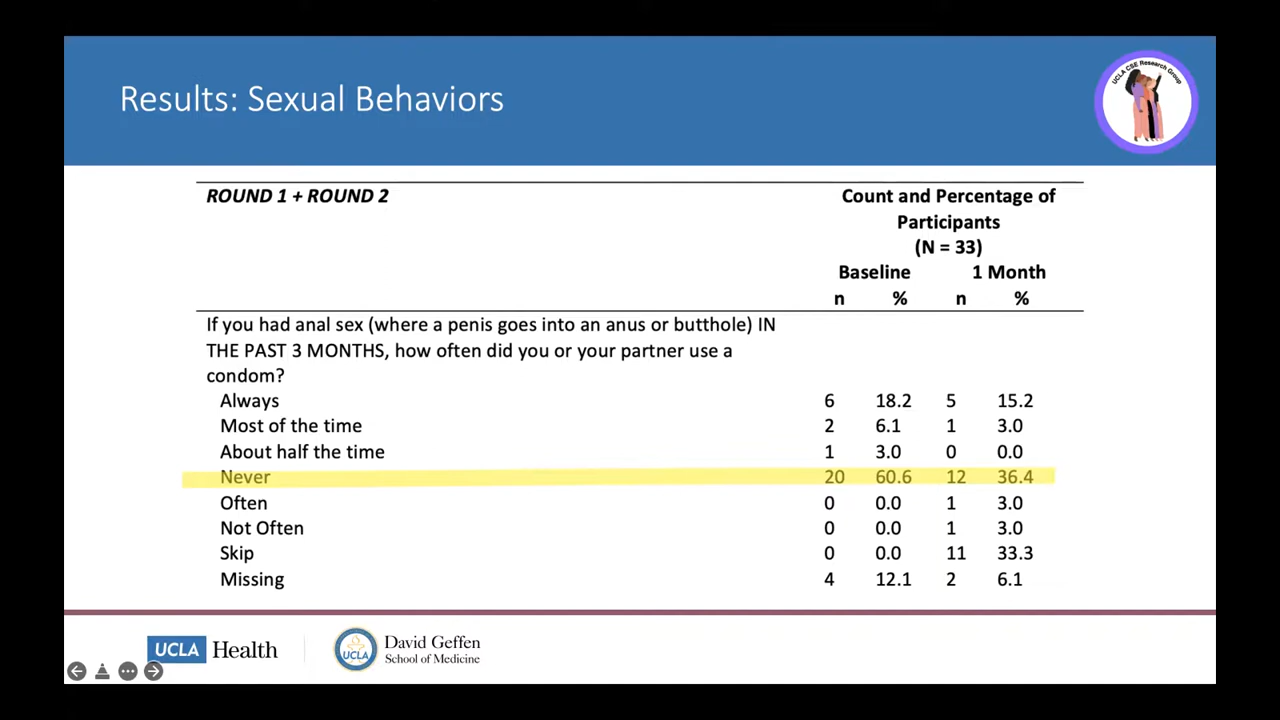 Results: Sexual Behaviors
UCLA CSE Research Group
ROUND 1 + ROUND 2
Count and Percentage of
Participants
(N = 33)
Baseline 1 Month
n % n %
If you had anal sex (where a penis goes into an anus or butthole) IN
THE PAST 3 MONTHS, how often did you or your partner use a
condom?
Always 6 18.2 5 15.2
Most of the time 2 6.1 1 3.0
About half the time 1 3.0 0 0.0
Never 20 60.6 12 36.4
Often 0 0.0 1 3.0
Not Often 0 0.0 1 3.0
Skip 0 0.0 11 33.3
Missing 4 12.1 2 6.1
UCLA Health
UCLA
David Geffen
School of Medicine